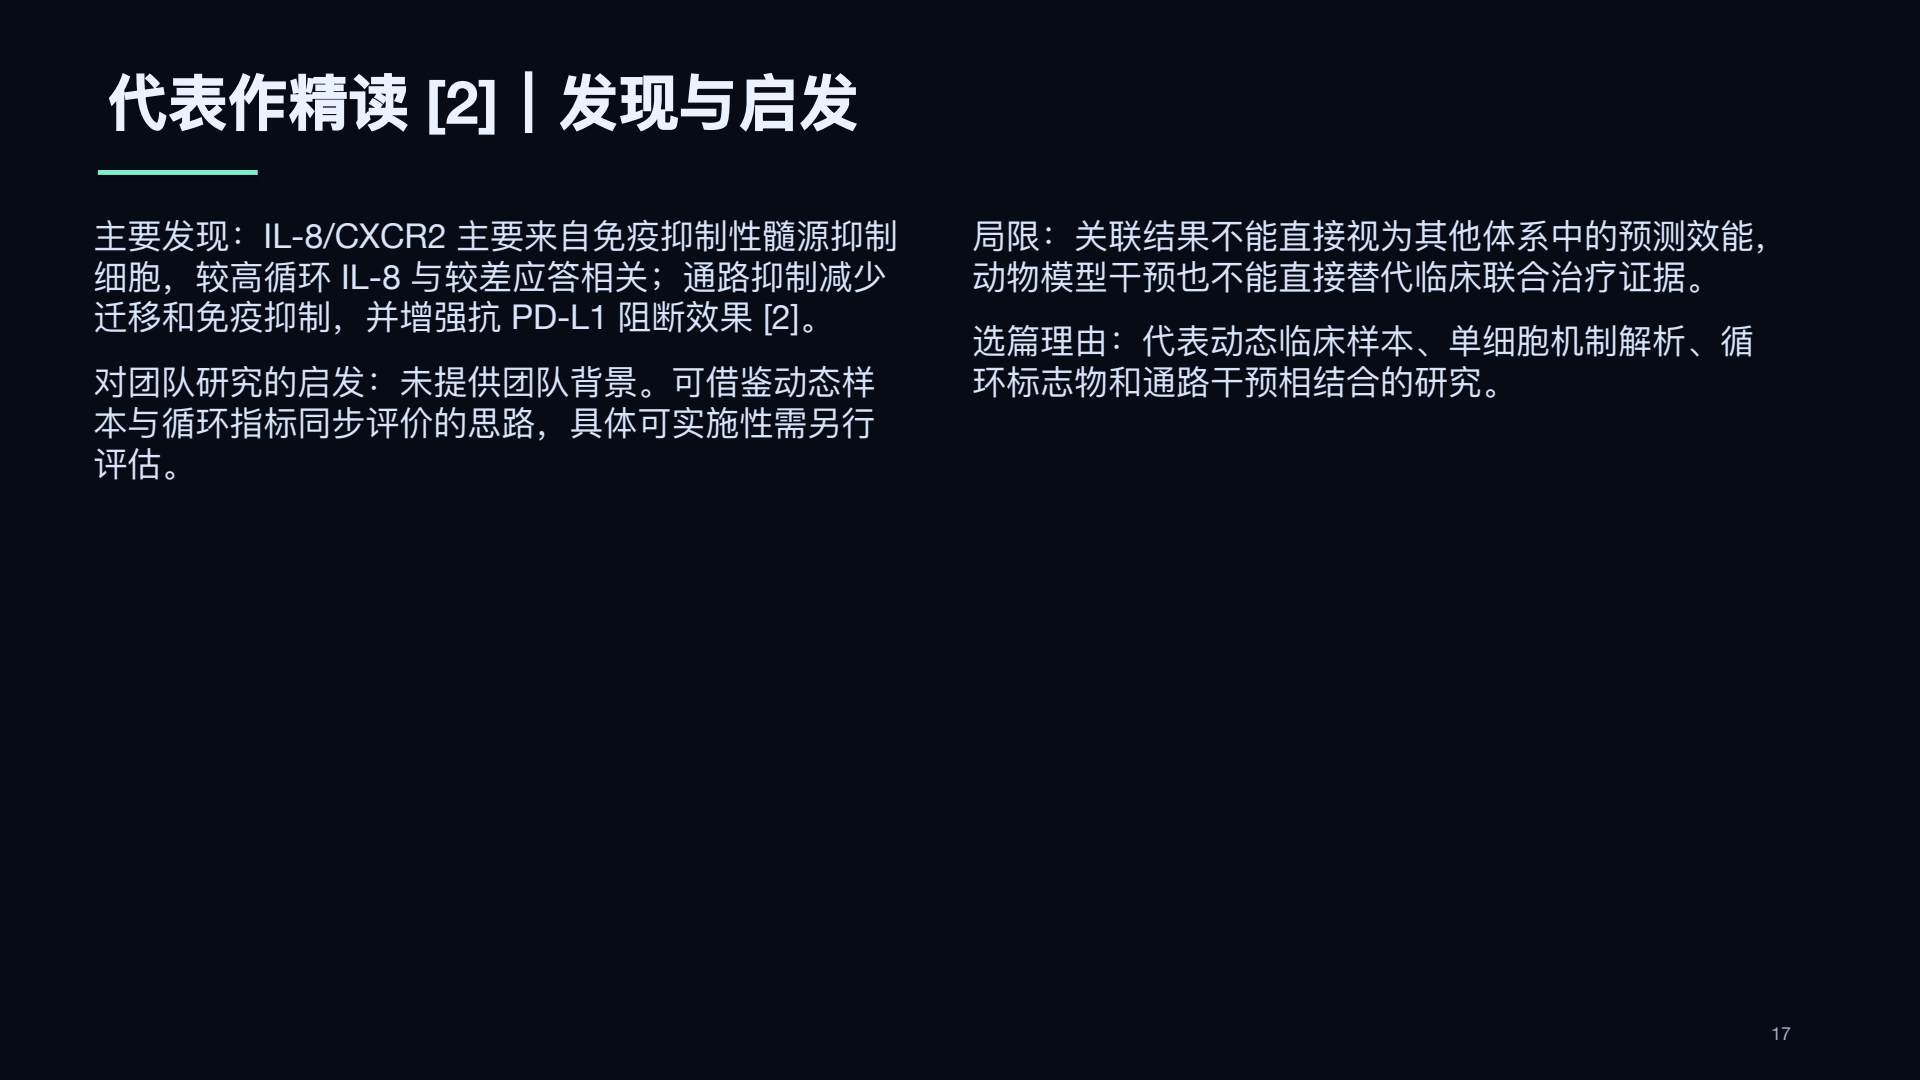 代表作精读 [2]｜发现与启发
主要发现：IL-8/CXCR2 主要来自免疫抑制性髓源抑制
细胞，较高循环 IL-8 与较差应答相关；通路抑制减少
迁移和免疫抑制，并增强抗 PD-L1 阻断效果 [2]。
对团队研究的启发：未提供团队背景。可借鉴动态样
本与循环指标同步评价的思路，具体可实施性需另行
评估。
局限：关联结果不能直接视为其他体系中的预测效能，
动物模型干预也不能直接替代临床联合治疗证据。
选篇理由：代表动态临床样本、单细胞机制解析、循
环标志物和通路干预相结合的研究。
17